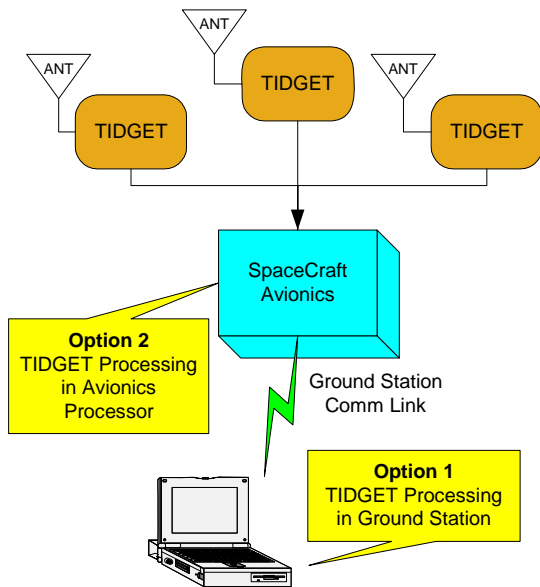 ANT
TIDGET
ANT
TIDGET
ANT
TIDGET
SpaceCraft
Avionics
Option 2
TIDGET Processing
in Avionics
Processor
Ground Station
Comm Link
Option 1
TIDGET Processing
in Ground Station